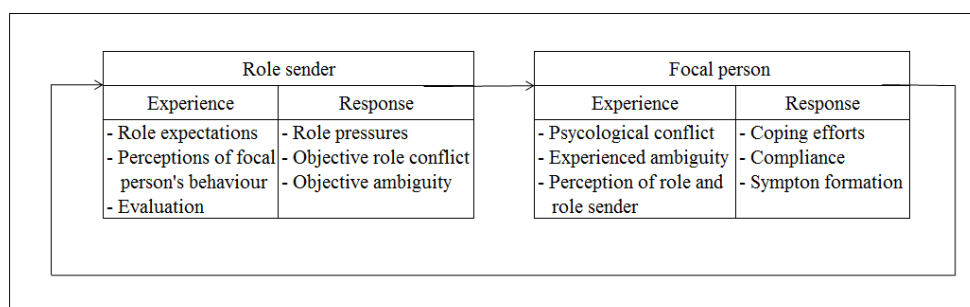 Role sender
Experience
Response
- Role expectations
- Perceptions of focal
person's behaviour
- Evaluation
- Role pressures
- Objective role conflict
- Objective ambiguity
Focal person
Experience
Response
- Psycological conflict
- Experienced ambiguity
- Perception of role and
role sender
- Coping efforts
- Compliance
- Sympton formation